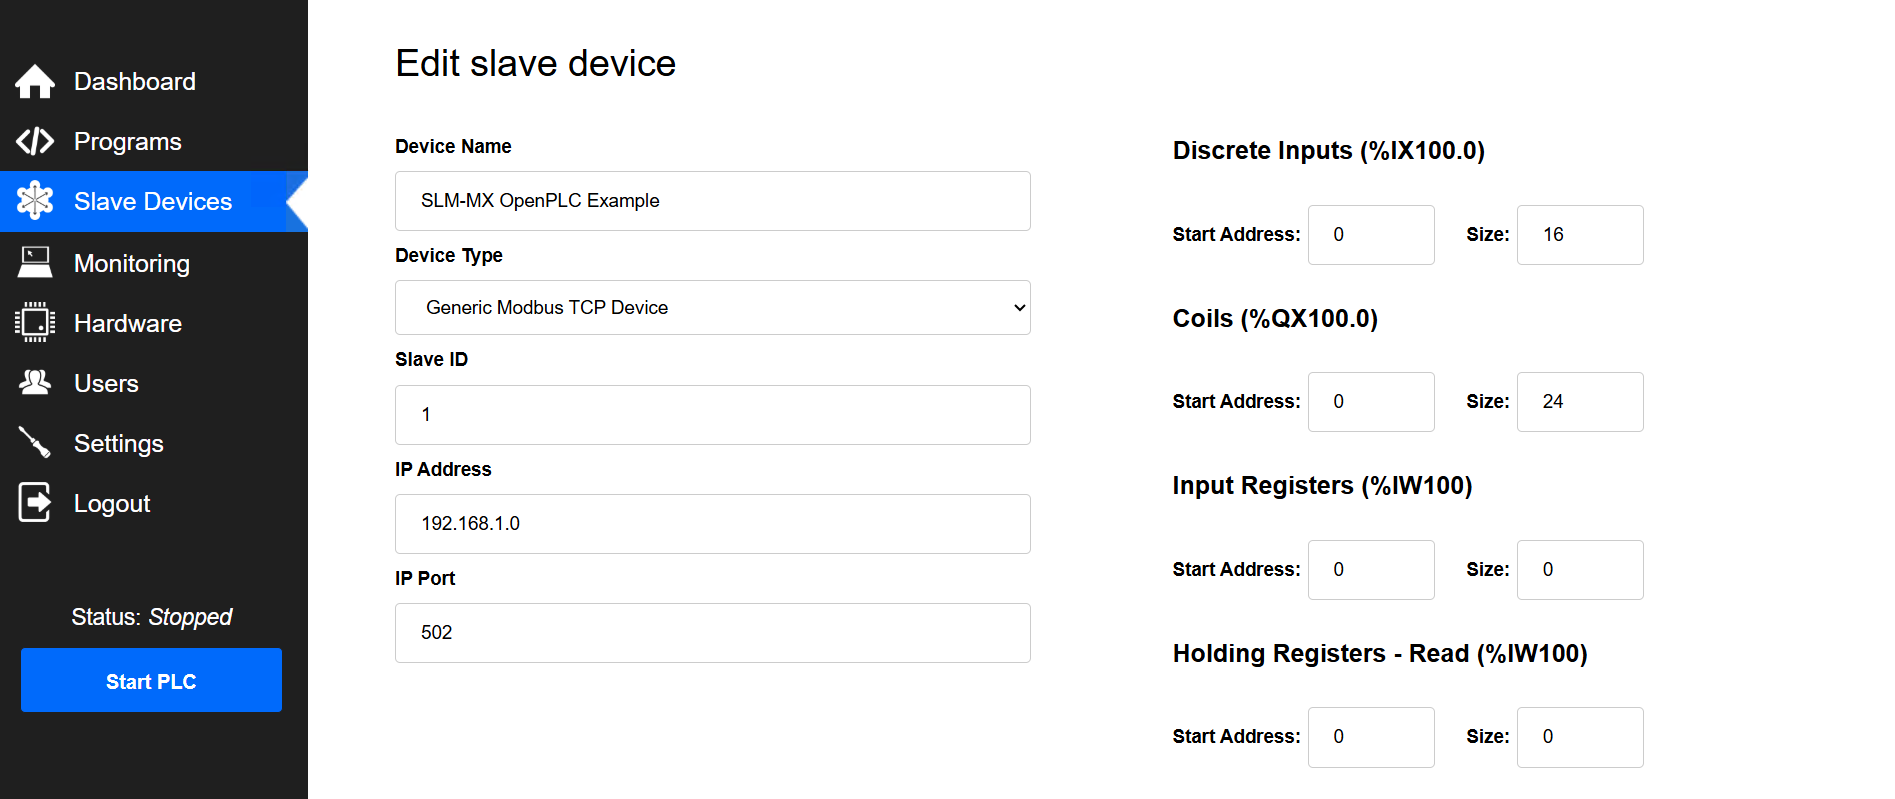 Dashboard
Programs
Slave Devices
Monitoring
Hardware
Users
Settings
Logout
Status: Stopped
Start PLC
Edit slave device
Device Name
SLM-MX OpenPLC Example
Device Type
Generic Modbus TCP Device
Slave ID
1
IP Address
192.168.1.0
IP Port
502
Discrete Inputs (%IX100.0)
Start Address: 0 Size: 16
Coils (%QX100.0)
Start Address: 0 Size: 24
Input Registers (%IW100)
Start Address: 0 Size: 0
Holding Registers - Read (%IW100)
Start Address: 0 Size: 0